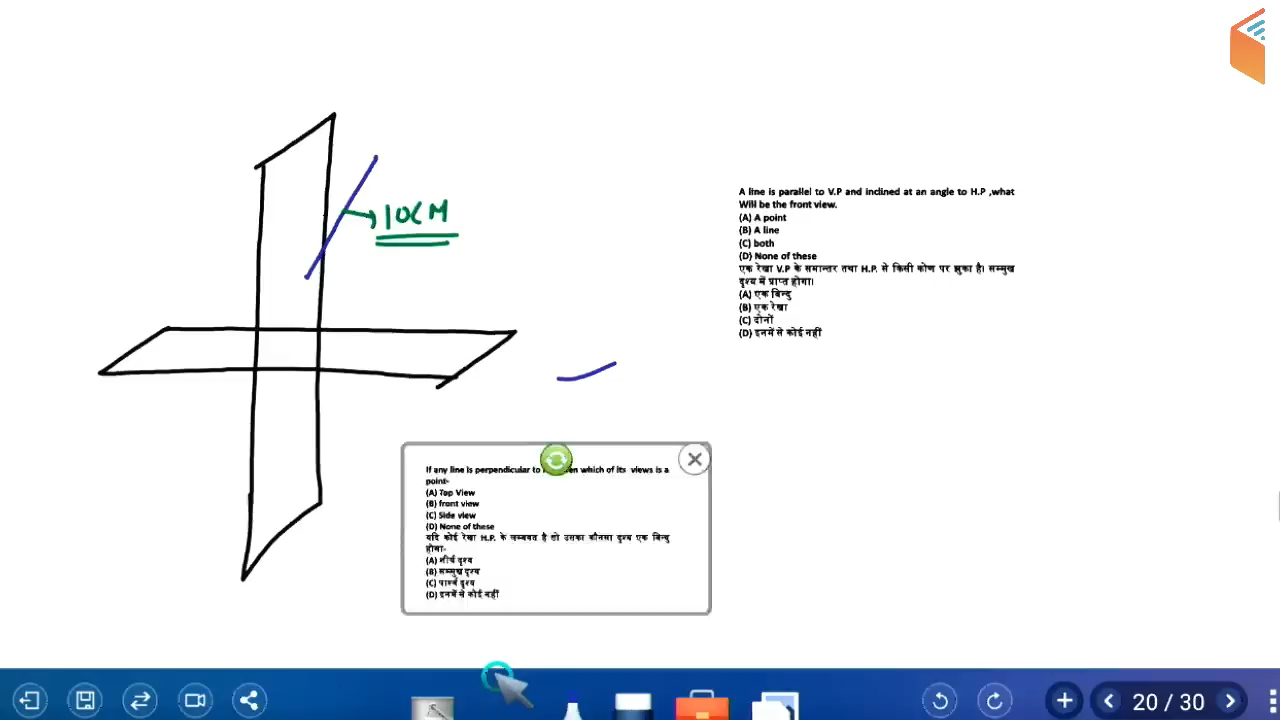 10CM
A line is parallel to V.P and inclined at an angle to H.P ,what
Will be the front view.
(A) A point
(B) A line
(C) both
(D) None of these
एक रेखा V.P के समान्तर तथा H.P. से किसी कोण पर झुका है। सम्मुख
दृश्य में प्राप्त होगा।
(A) एक बिन्दु
(B) एक रेखा
(C) दोनों
(D) इनमें से कोई नहीं
If any line is perpendicular to which of its views is a
point-
(A) Top View
(B) front view
(C) Side view
(D) None of these
यदि कोई रेखा H.P. के लम्बवत है तो उसका कौनसा दृश्य एक बिन्दु
होगा-
(A) शीर्ष दृश्य
(B) सम्मुख दृश्य
(C) पार्श्व दृश्य
(D) इनमें से कोई नहीं
20 / 30